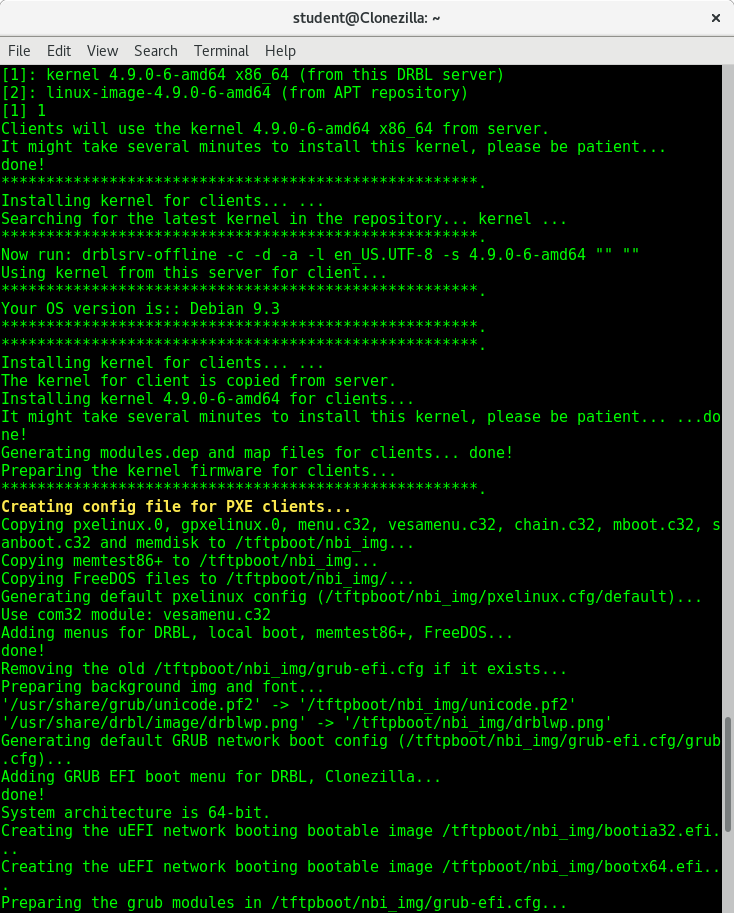 student@Clonezilla: ~
×
File Edit View Search Terminal Help
[1]: kernel 4.9.0-6-amd64 x86_64 (from this DRBL server)
[2]: linux-image-4.9.0-6-amd64 (from APT repository)
[1] 1
Clients will use the kernel 4.9.0-6-amd64 x86_64 from server.
It might take several minutes to install this kernel, please be patient...
done!
*****************************************************.
Installing kernel for clients... ...
Searching for the latest kernel in the repository... kernel ...
*****************************************************.
Now run: drblsrv-offline -c -d -a -l en_US.UTF-8 -s 4.9.0-6-amd64 "" ""
Using kernel from this server for client...
*****************************************************.
Your OS version is:: Debian 9.3
*****************************************************.
*****************************************************.
Installing kernel for clients... ...
The kernel for client is copied from server.
Installing kernel 4.9.0-6-amd64 for clients...
It might take several minutes to install this kernel, please be patient... ...do
ne!
Generating modules.dep and map files for clients... done!
Preparing the kernel firmware for clients...
*****************************************************.
Creating config file for PXE clients...
Copying pxelinux.0, gpxelinux.0, menu.c32, vesamenu.c32, chain.c32, mboot.c32, s
anboot.c32 and memdisk to /tftpboot/nbi_img...
Copying memtest86+ to /tftpboot/nbi_img...
Copying FreeDOS files to /tftpboot/nbi_img/...
Generating default pxelinux config (/tftpboot/nbi_img/pxelinux.cfg/default)...
Use com32 module: vesamenu.c32
Adding menus for DRBL, local boot, memtest86+, FreeDOS...
done!
Removing the old /tftpboot/nbi_img/grub-efi.cfg if it exists...
Preparing background img and font...
'/usr/share/grub/unicode.pf2' -> '/tftpboot/nbi_img/unicode.pf2'
'/usr/share/drbl/image/drblwp.png' -> '/tftpboot/nbi_img/drblwp.png'
Generating default GRUB network boot config (/tftpboot/nbi_img/grub-efi.cfg/grub
.cfg)...
Adding GRUB EFI boot menu for DRBL, Clonezilla...
done!
System architecture is 64-bit.
Creating the uEFI network booting bootable image /tftpboot/nbi_img/bootia32.efi.
..
Creating the uEFI network booting bootable image /tftpboot/nbi_img/bootx64.efi..
.
Preparing the grub modules in /tftpboot/nbi_img/grub-efi.cfg...